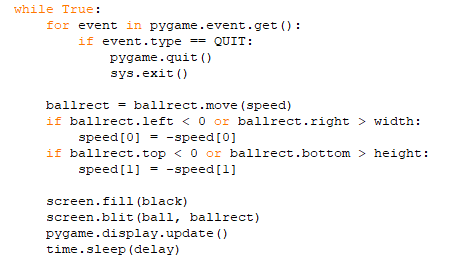 while True:
    for event in pygame.event.get():
        if event.type == QUIT:
            pygame.quit()
            sys.exit()

    ballrect = ballrect.move(speed)
    if ballrect.left < 0 or ballrect.right > width:
        speed[0] = -speed[0]
    if ballrect.top < 0 or ballrect.bottom > height:
        speed[1] = -speed[1]

    screen.fill(black)
    screen.blit(ball, ballrect)
    pygame.display.update()
    time.sleep(delay)